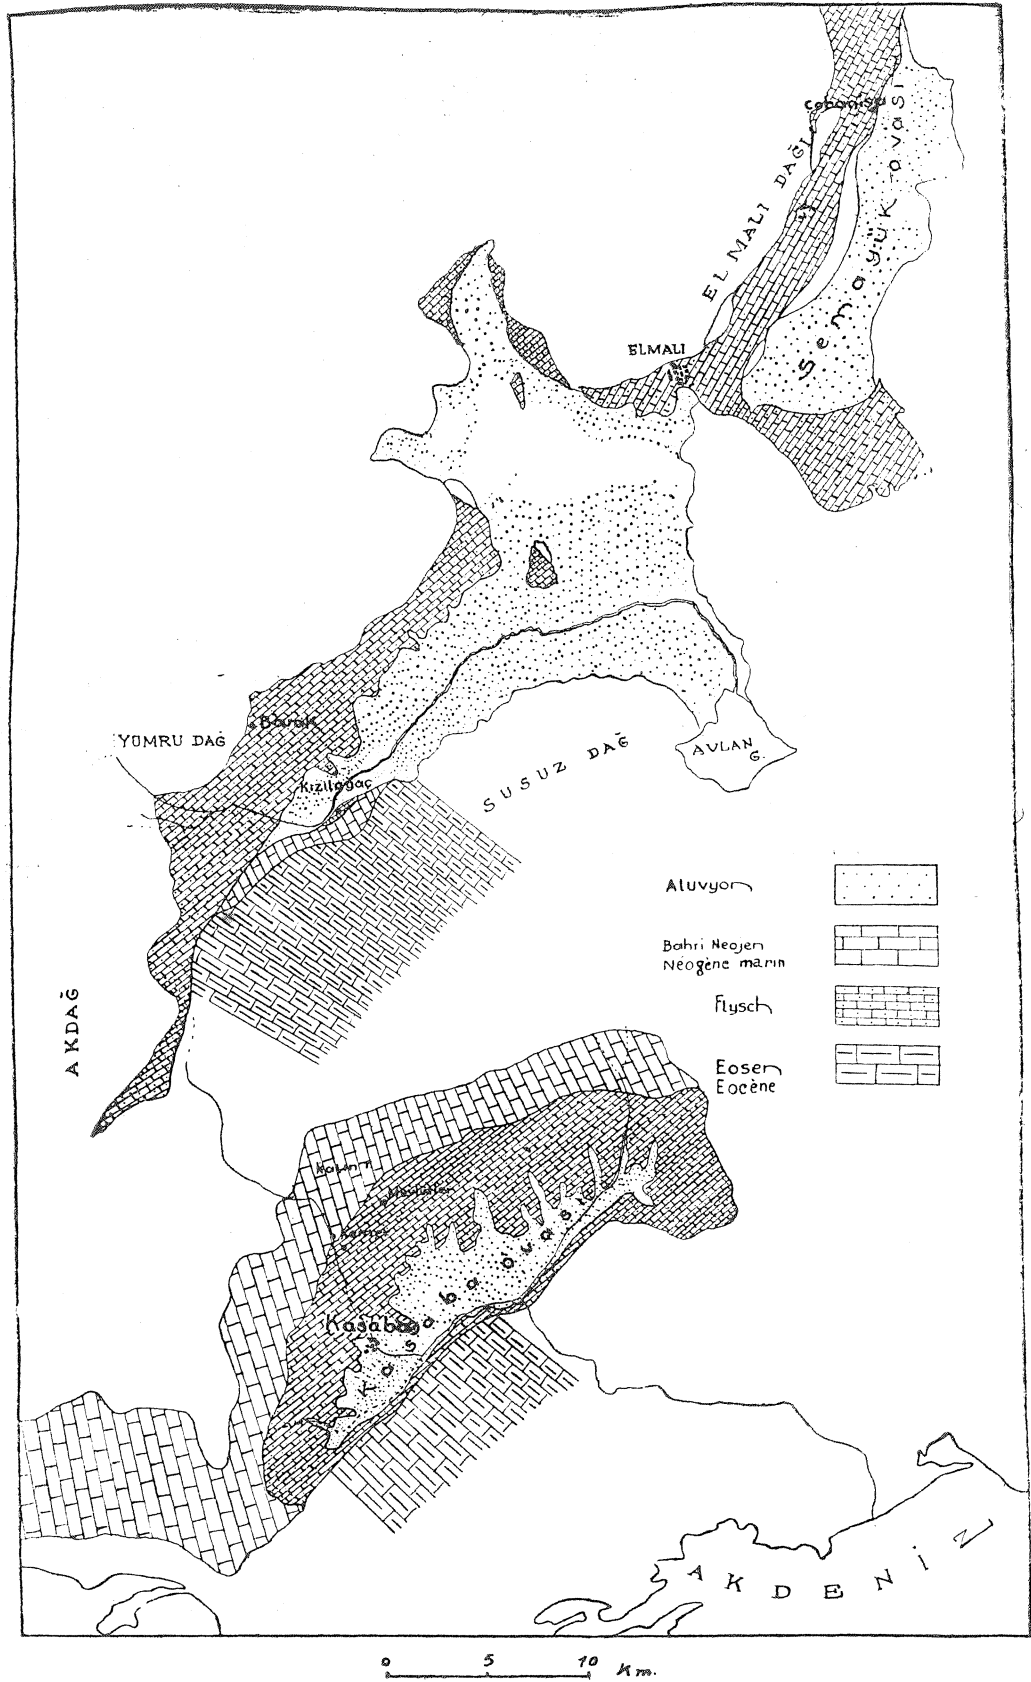 Çobanisa
Semayük ovası
ELMALI DAĞI
ELMALI
Barak
YUMRU DAĞ
Kızılağaç
SUSUZ DAĞ
AVLAN
G.
Aluvyon
Bahri Neojen
Néogène marin
Flysch
Eosen
Eocène
AKDAĞ
Kasaba ovası
Kasaba
AKDENİZ
0 5 10 Km.